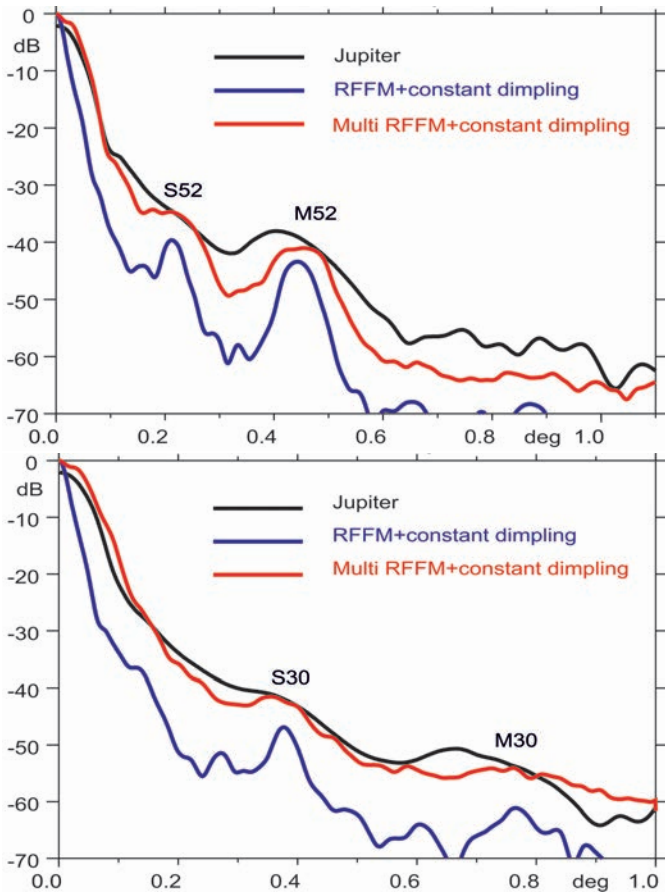 0
dB
-10
-20
-30
-40
-50
-60
-70
Jupiter
RFFM+constant dimpling
Multi RFFM+constant dimpling
S52
M52
0.0
0.2
0.4
0.6
0.8
deg
1.0
0
dB
-10
-20
-30
-40
-50
-60
-70
Jupiter
RFFM+constant dimpling
Multi RFFM+constant dimpling
S30
M30
0.0
0.2
0.4
0.6
0.8
deg
1.0